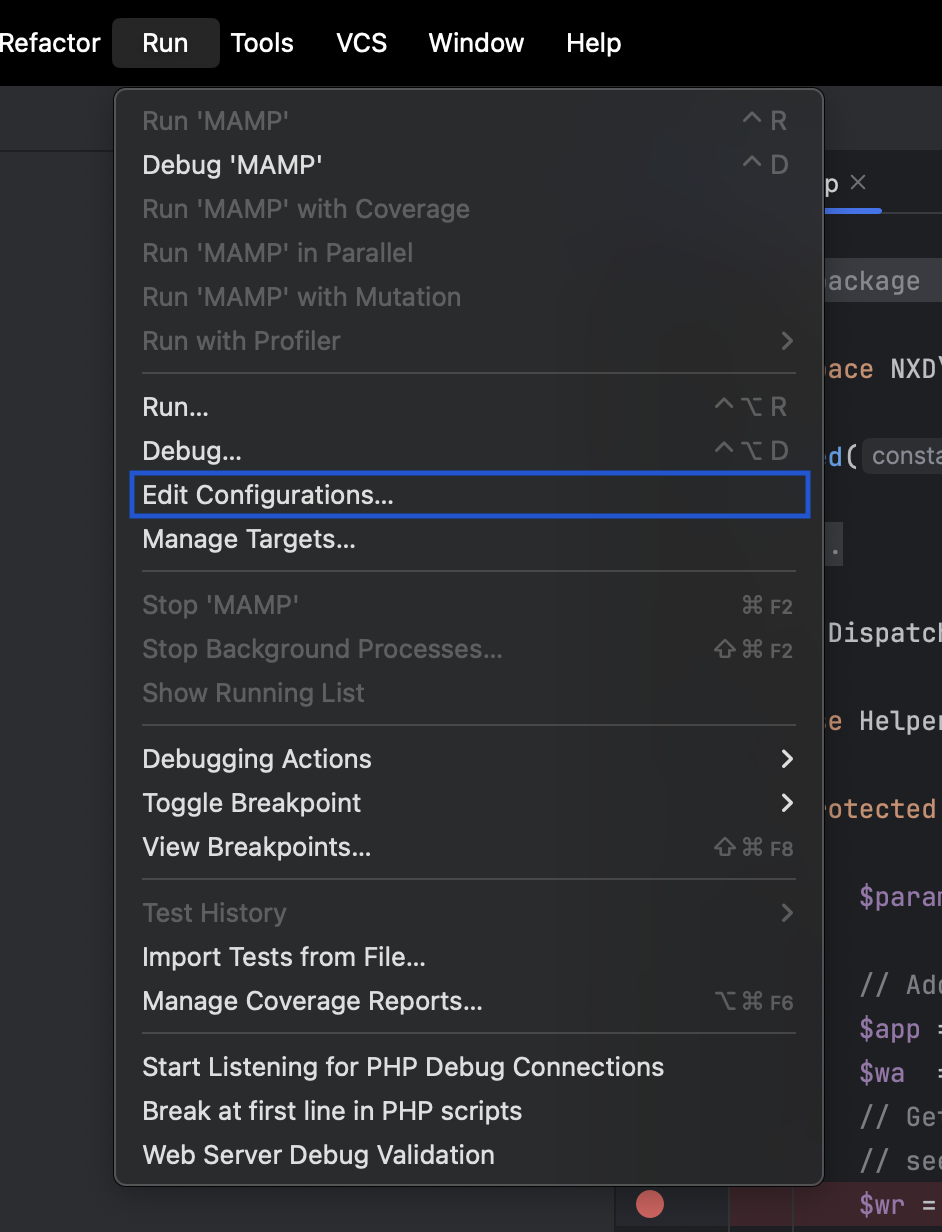 Refactor Run Tools VCS Window Help
Run 'MAMP' ⌃ R
Debug 'MAMP' ⌃ D
Run 'MAMP' with Coverage
Run 'MAMP' in Parallel
Run 'MAMP' with Mutation
Run with Profiler
Run... ⌃⌥ R
Debug... ⌃⌥ D
Edit Configurations...
Manage Targets...
Stop 'MAMP' ⌘ F2
Stop Background Processes... ⇧⌘ F2
Show Running List
Debugging Actions
Toggle Breakpoint
View Breakpoints... ⇧⌘ F8
Test History
Import Tests from File...
Manage Coverage Reports... ⌥⌘ F6
Start Listening for PHP Debug Connections
Break at first line in PHP scripts
Web Server Debug Validation
p ×
ackage
ace NXD\
d( consta
.
Dispatch
e Helper
otected
$param
// Add
$app =
$wa =
// Get
// see
$wr =